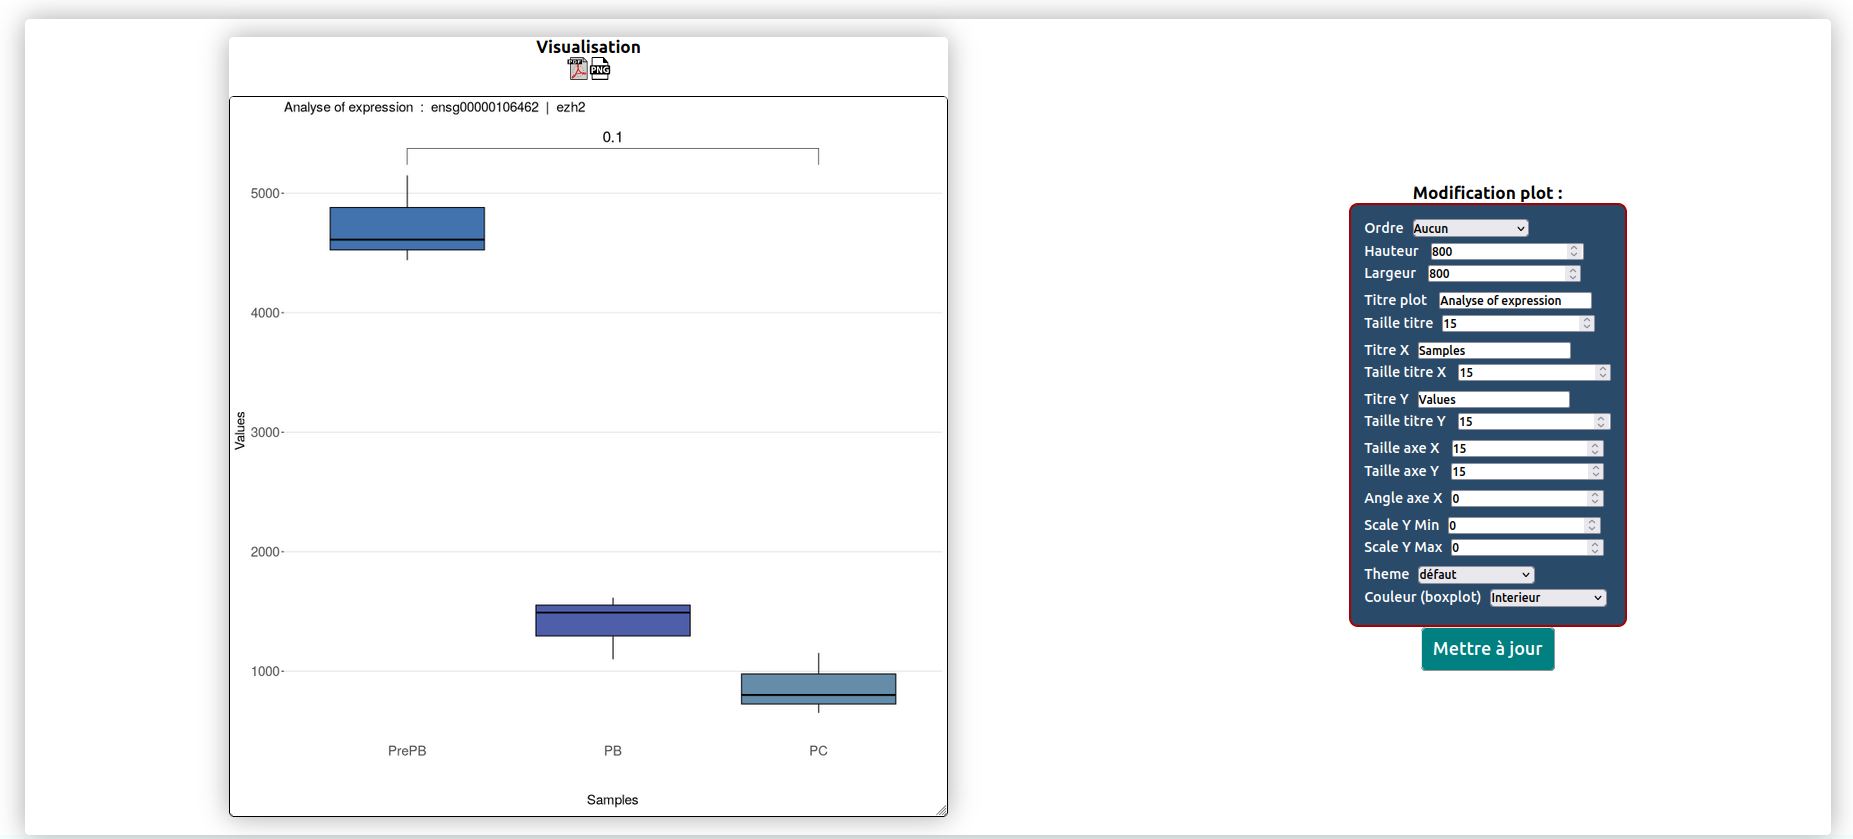 Visualisation
PDF PNG
Analyse of expression : ensg00000106462 | ezh2
0.1
5000
4000
3000
2000
1000
Values
PrePB PB PC
Samples
Modification plot :
Ordre Aucun
Hauteur 800
Largeur 800
Titre plot Analyse of expression
Taille titre 15
Titre X Samples
Taille titre X 15
Titre Y Values
Taille titre Y 15
Taille axe X 15
Taille axe Y 15
Angle axe X 0
Scale Y Min 0
Scale Y Max 0
Theme défaut
Couleur (boxplot) Interieur
Mettre à jour